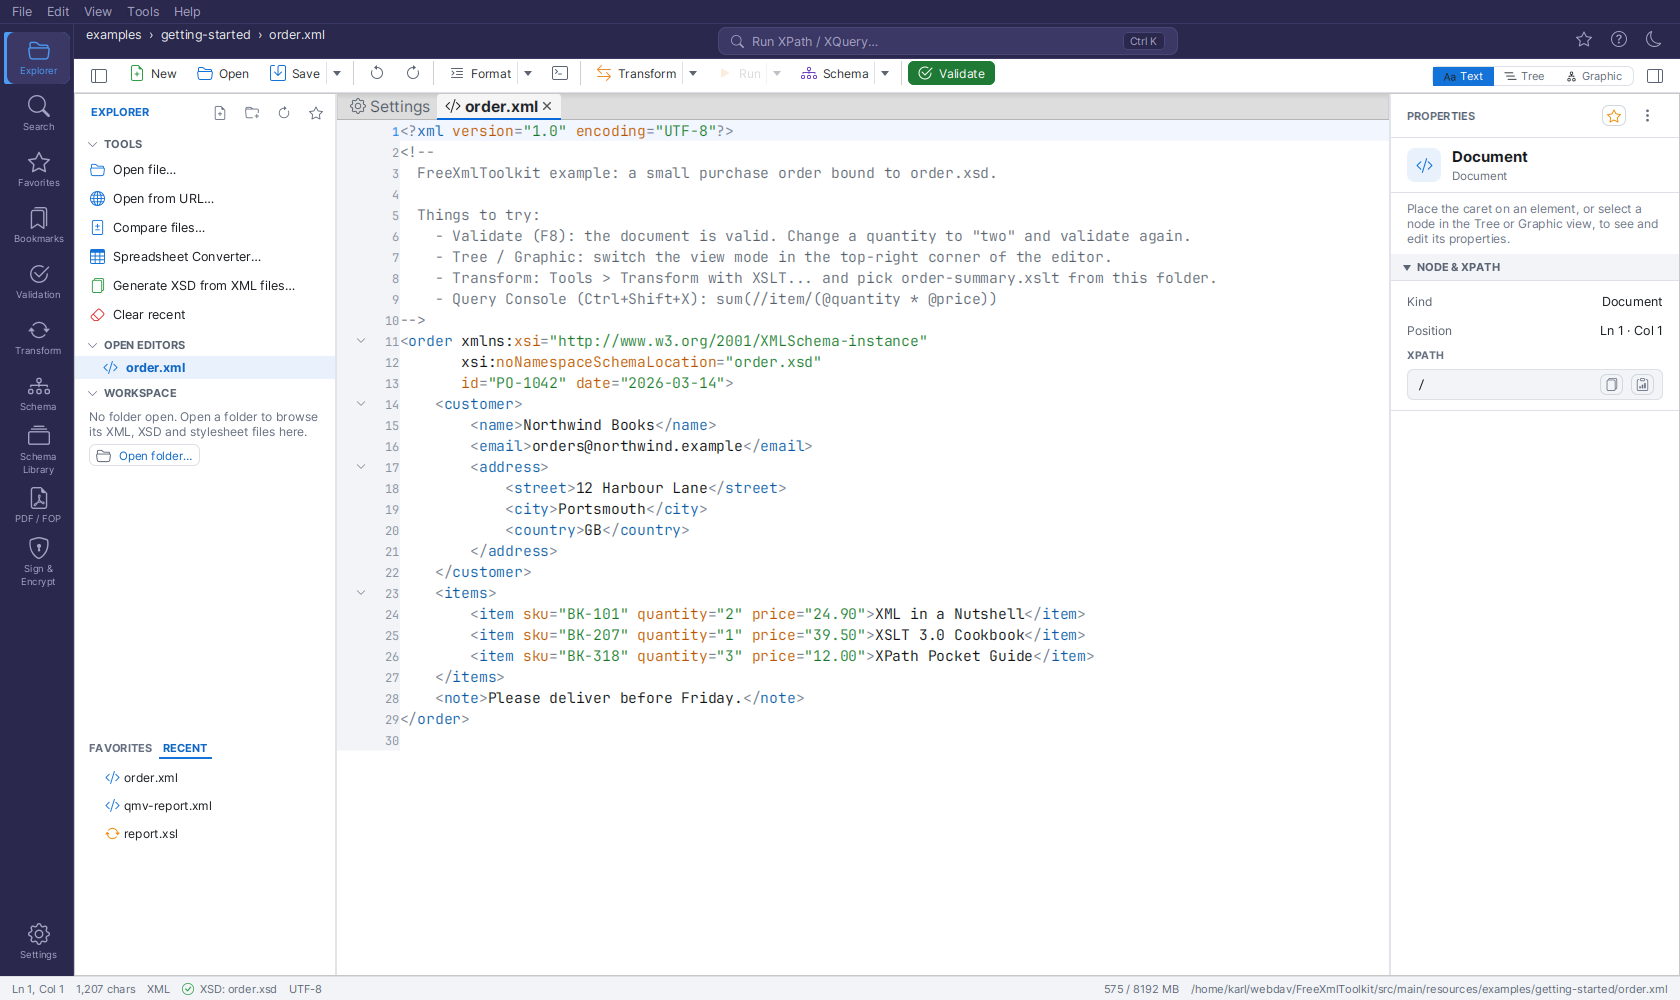 File Edit View Tools Help
examples › getting-started › order.xml
Run XPath / XQuery... Ctrl K
New Open Save Format Transform Run Schema Validate
Aa Text Tree Graphic
Explorer
Search
Favorites
Bookmarks
Validation
Transform
Schema
Schema
Library
PDF / FOP
Sign &
Encrypt
Settings
EXPLORER
TOOLS
Open file...
Open from URL...
Compare files...
Spreadsheet Converter...
Generate XSD from XML files...
Clear recent
OPEN EDITORS
order.xml
WORKSPACE
No folder open. Open a folder to browse
its XML, XSD and stylesheet files here.
Open folder...
FAVORITES RECENT
order.xml
qmv-report.xml
report.xsl
Settings order.xml
1 <?xml version="1.0" encoding="UTF-8"?>
2 <!--
3 FreeXmlToolkit example: a small purchase order bound to order.xsd.
4
5 Things to try:
6 - Validate (F8): the document is valid. Change a quantity to "two" and validate again.
7 - Tree / Graphic: switch the view mode in the top-right corner of the editor.
8 - Transform: Tools > Transform with XSLT... and pick order-summary.xslt from this folder.
9 - Query Console (Ctrl+Shift+X): sum(//item/(@quantity * @price))
10 -->
11 <order xmlns:xsi="http://www.w3.org/2001/XMLSchema-instance"
12 xsi:noNamespaceSchemaLocation="order.xsd"
13 id="PO-1042" date="2026-03-14">
14 <customer>
15 <name>Northwind Books</name>
16 <email>orders@northwind.example</email>
17 <address>
18 <street>12 Harbour Lane</street>
19 <city>Portsmouth</city>
20 <country>GB</country>
21 </address>
22 </customer>
23 <items>
24 <item sku="BK-101" quantity="2" price="24.90">XML in a Nutshell</item>
25 <item sku="BK-207" quantity="1" price="39.50">XSLT 3.0 Cookbook</item>
26 <item sku="BK-318" quantity="3" price="12.00">XPath Pocket Guide</item>
27 </items>
28 <note>Please deliver before Friday.</note>
29 </order>
30
PROPERTIES
Document
Document
Place the caret on an element, or select a
node in the Tree or Graphic view, to see and
edit its properties.
NODE & XPATH
Kind Document
Position Ln 1 · Col 1
XPATH
/
Ln 1, Col 1 1,207 chars XML XSD: order.xsd UTF-8
575 / 8192 MB /home/karl/webdav/FreeXmlToolkit/src/main/resources/examples/getting-started/order.xml